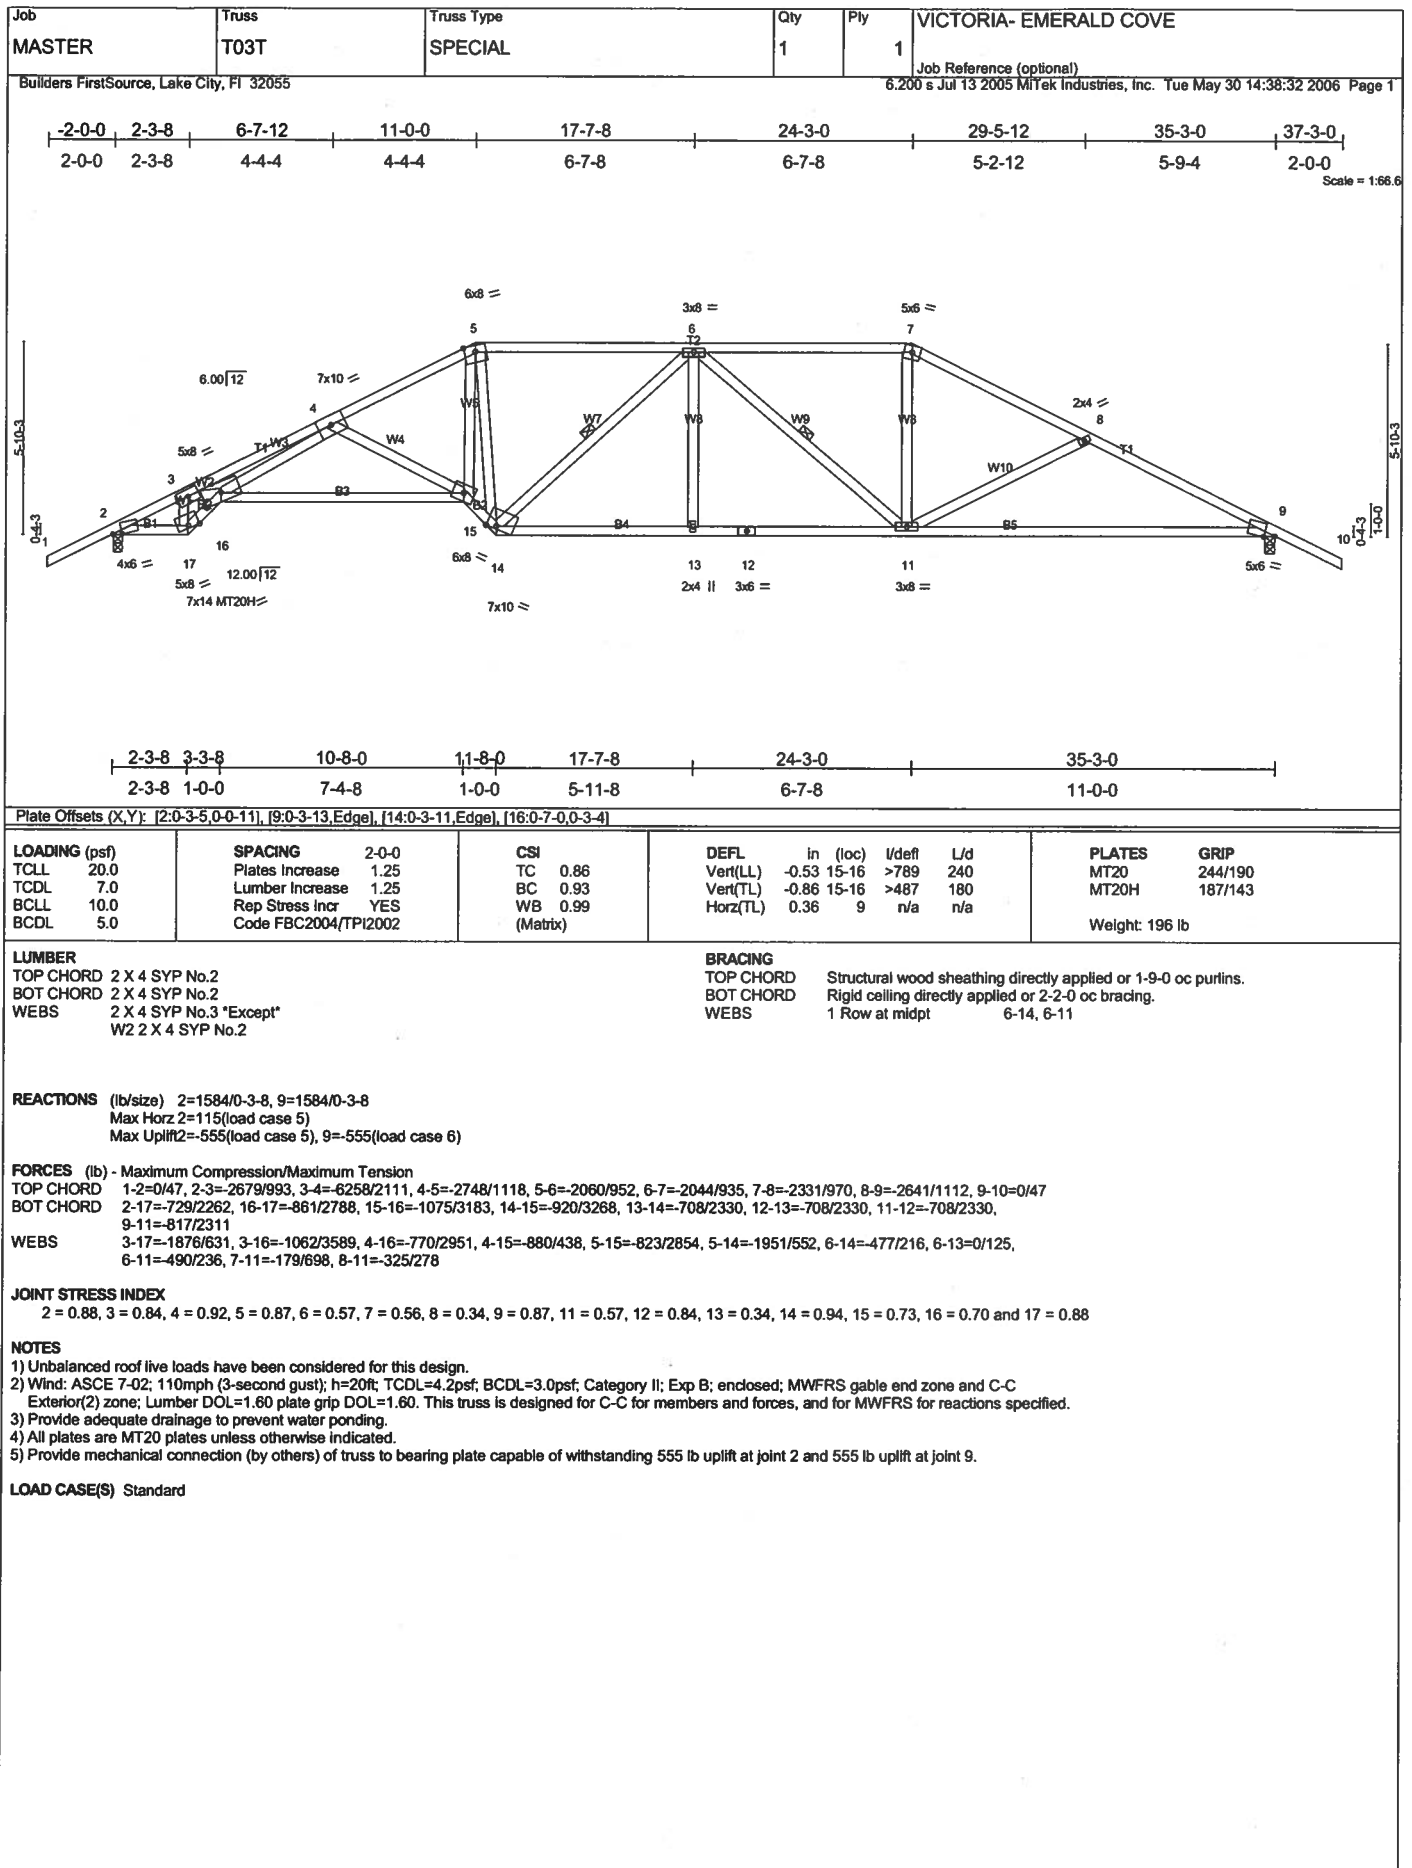 Job Truss Truss Type Qty Ply VICTORIA- EMERALD COVE
MASTER T03T SPECIAL 1 1
Job Reference (optional)
Builders FirstSource, Lake City, Fl 32055 6.200 s Jul 13 2005 MiTek Industries, Inc. Tue May 30 14:38:32 2006 Page 1
-2-0-0 2-3-8 6-7-12 11-0-0 17-7-8 24-3-0 29-5-12 35-3-0 37-3-0
2-0-0 2-3-8 4-4-4 4-4-4 6-7-8 6-7-8 5-2-12 5-9-4 2-0-0
Scale = 1:66.6
6x8 = 3x8 = 5x6 =
5 6 7
T2
6.00 12 7x10 =
4 2x4 =
8
W5 W7 W8 W9 W8
5-10-3 5-10-3
5x8 = T1 W3 W4 T1
3 W2 W10
W1 B2 B3
2 B1 B2 B4 B5 9
0-4-3 1 15 10 0-4-3 1-0-0
16
4x6 = 17 6x8 = 14 13 12 11 5x6 =
5x8 = 12.00 12 2x4 || 3x6 = 3x8 =
7x14 MT20H=
7x10 =
2-3-8 3-3-8 10-8-0 11-8-0 17-7-8 24-3-0 35-3-0
2-3-8 1-0-0 7-4-8 1-0-0 5-11-8 6-7-8 11-0-0
Plate Offsets (X,Y): [2:0-3-5,0-0-11], [9:0-3-13,Edge], [14:0-3-11,Edge], [16:0-7-0,0-3-4]
LOADING (psf) SPACING 2-0-0 CSI DEFL in (loc) l/defl L/d PLATES GRIP
TCLL 20.0 Plates Increase 1.25 TC 0.86 Vert(LL) -0.53 15-16 >789 240 MT20 244/190
TCDL 7.0 Lumber Increase 1.25 BC 0.93 Vert(TL) -0.86 15-16 >487 180 MT20H 187/143
BCLL 10.0 Rep Stress Incr YES WB 0.99 Horz(TL) 0.36 9 n/a n/a
BCDL 5.0 Code FBC2004/TPI2002 (Matrix) Weight: 196 lb
LUMBER BRACING
TOP CHORD 2 X 4 SYP No.2 TOP CHORD Structural wood sheathing directly applied or 1-9-0 oc purlins.
BOT CHORD 2 X 4 SYP No.2 BOT CHORD Rigid ceiling directly applied or 2-2-0 oc bracing.
WEBS 2 X 4 SYP No.3 *Except* WEBS 1 Row at midpt 6-14, 6-11
W2 2 X 4 SYP No.2
REACTIONS (lb/size) 2=1584/0-3-8, 9=1584/0-3-8
Max Horz 2=115(load case 5)
Max Uplift2=-555(load case 5), 9=-555(load case 6)
FORCES (lb) - Maximum Compression/Maximum Tension
TOP CHORD 1-2=0/47, 2-3=-2679/993, 3-4=-6258/2111, 4-5=-2748/1118, 5-6=-2060/952, 6-7=-2044/935, 7-8=-2331/970, 8-9=-2641/1112, 9-10=0/47
BOT CHORD 2-17=-729/2262, 16-17=-861/2788, 15-16=-1075/3183, 14-15=-920/3268, 13-14=-708/2330, 12-13=-708/2330, 11-12=-708/2330,
9-11=-817/2311
WEBS 3-17=-1876/631, 3-16=-1062/3589, 4-16=-770/2951, 4-15=-880/438, 5-15=-823/2854, 5-14=-1951/552, 6-14=-477/216, 6-13=0/125,
6-11=-490/236, 7-11=-179/698, 8-11=-325/278
JOINT STRESS INDEX
2 = 0.88, 3 = 0.84, 4 = 0.92, 5 = 0.87, 6 = 0.57, 7 = 0.56, 8 = 0.34, 9 = 0.87, 11 = 0.57, 12 = 0.84, 13 = 0.34, 14 = 0.94, 15 = 0.73, 16 = 0.70 and 17 = 0.88
NOTES
1) Unbalanced roof live loads have been considered for this design.
2) Wind: ASCE 7-02; 110mph (3-second gust); h=20ft; TCDL=4.2psf; BCDL=3.0psf; Category II; Exp B; enclosed; MWFRS gable end zone and C-C
Exterior(2) zone; Lumber DOL=1.60 plate grip DOL=1.60. This truss is designed for C-C for members and forces, and for MWFRS for reactions specified.
3) Provide adequate drainage to prevent water ponding.
4) All plates are MT20 plates unless otherwise indicated.
5) Provide mechanical connection (by others) of truss to bearing plate capable of withstanding 555 lb uplift at joint 2 and 555 lb uplift at joint 9.
LOAD CASE(S) Standard